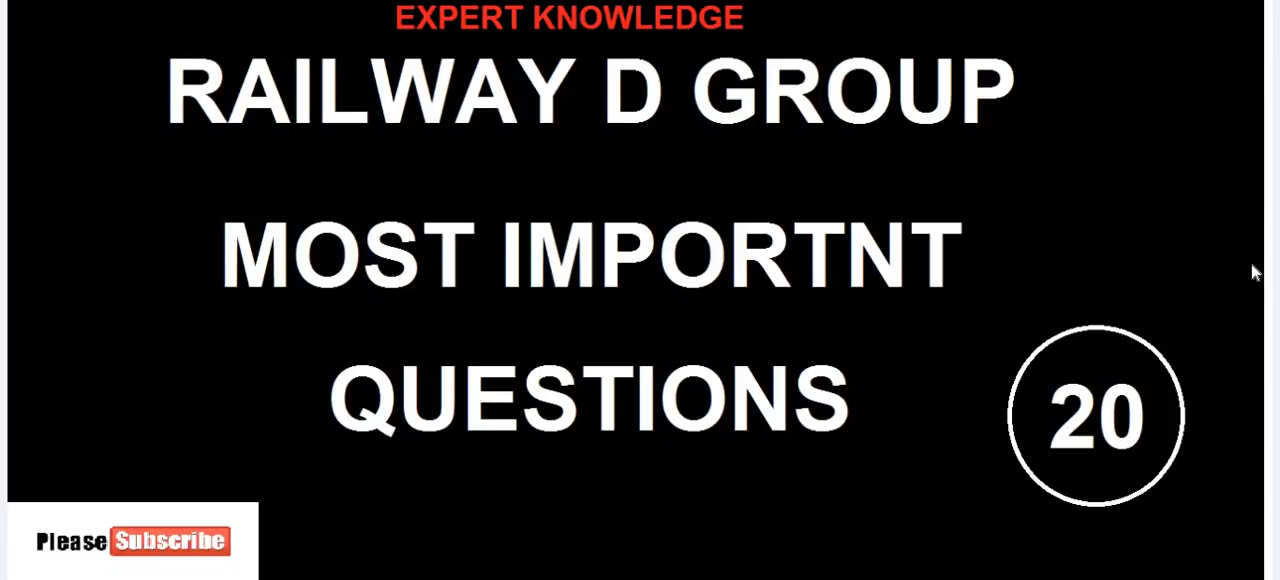 EXPERT KNOWLEDGE
RAILWAY D GROUP
MOST IMPORTNT
QUESTIONS
20
Please Subscribe